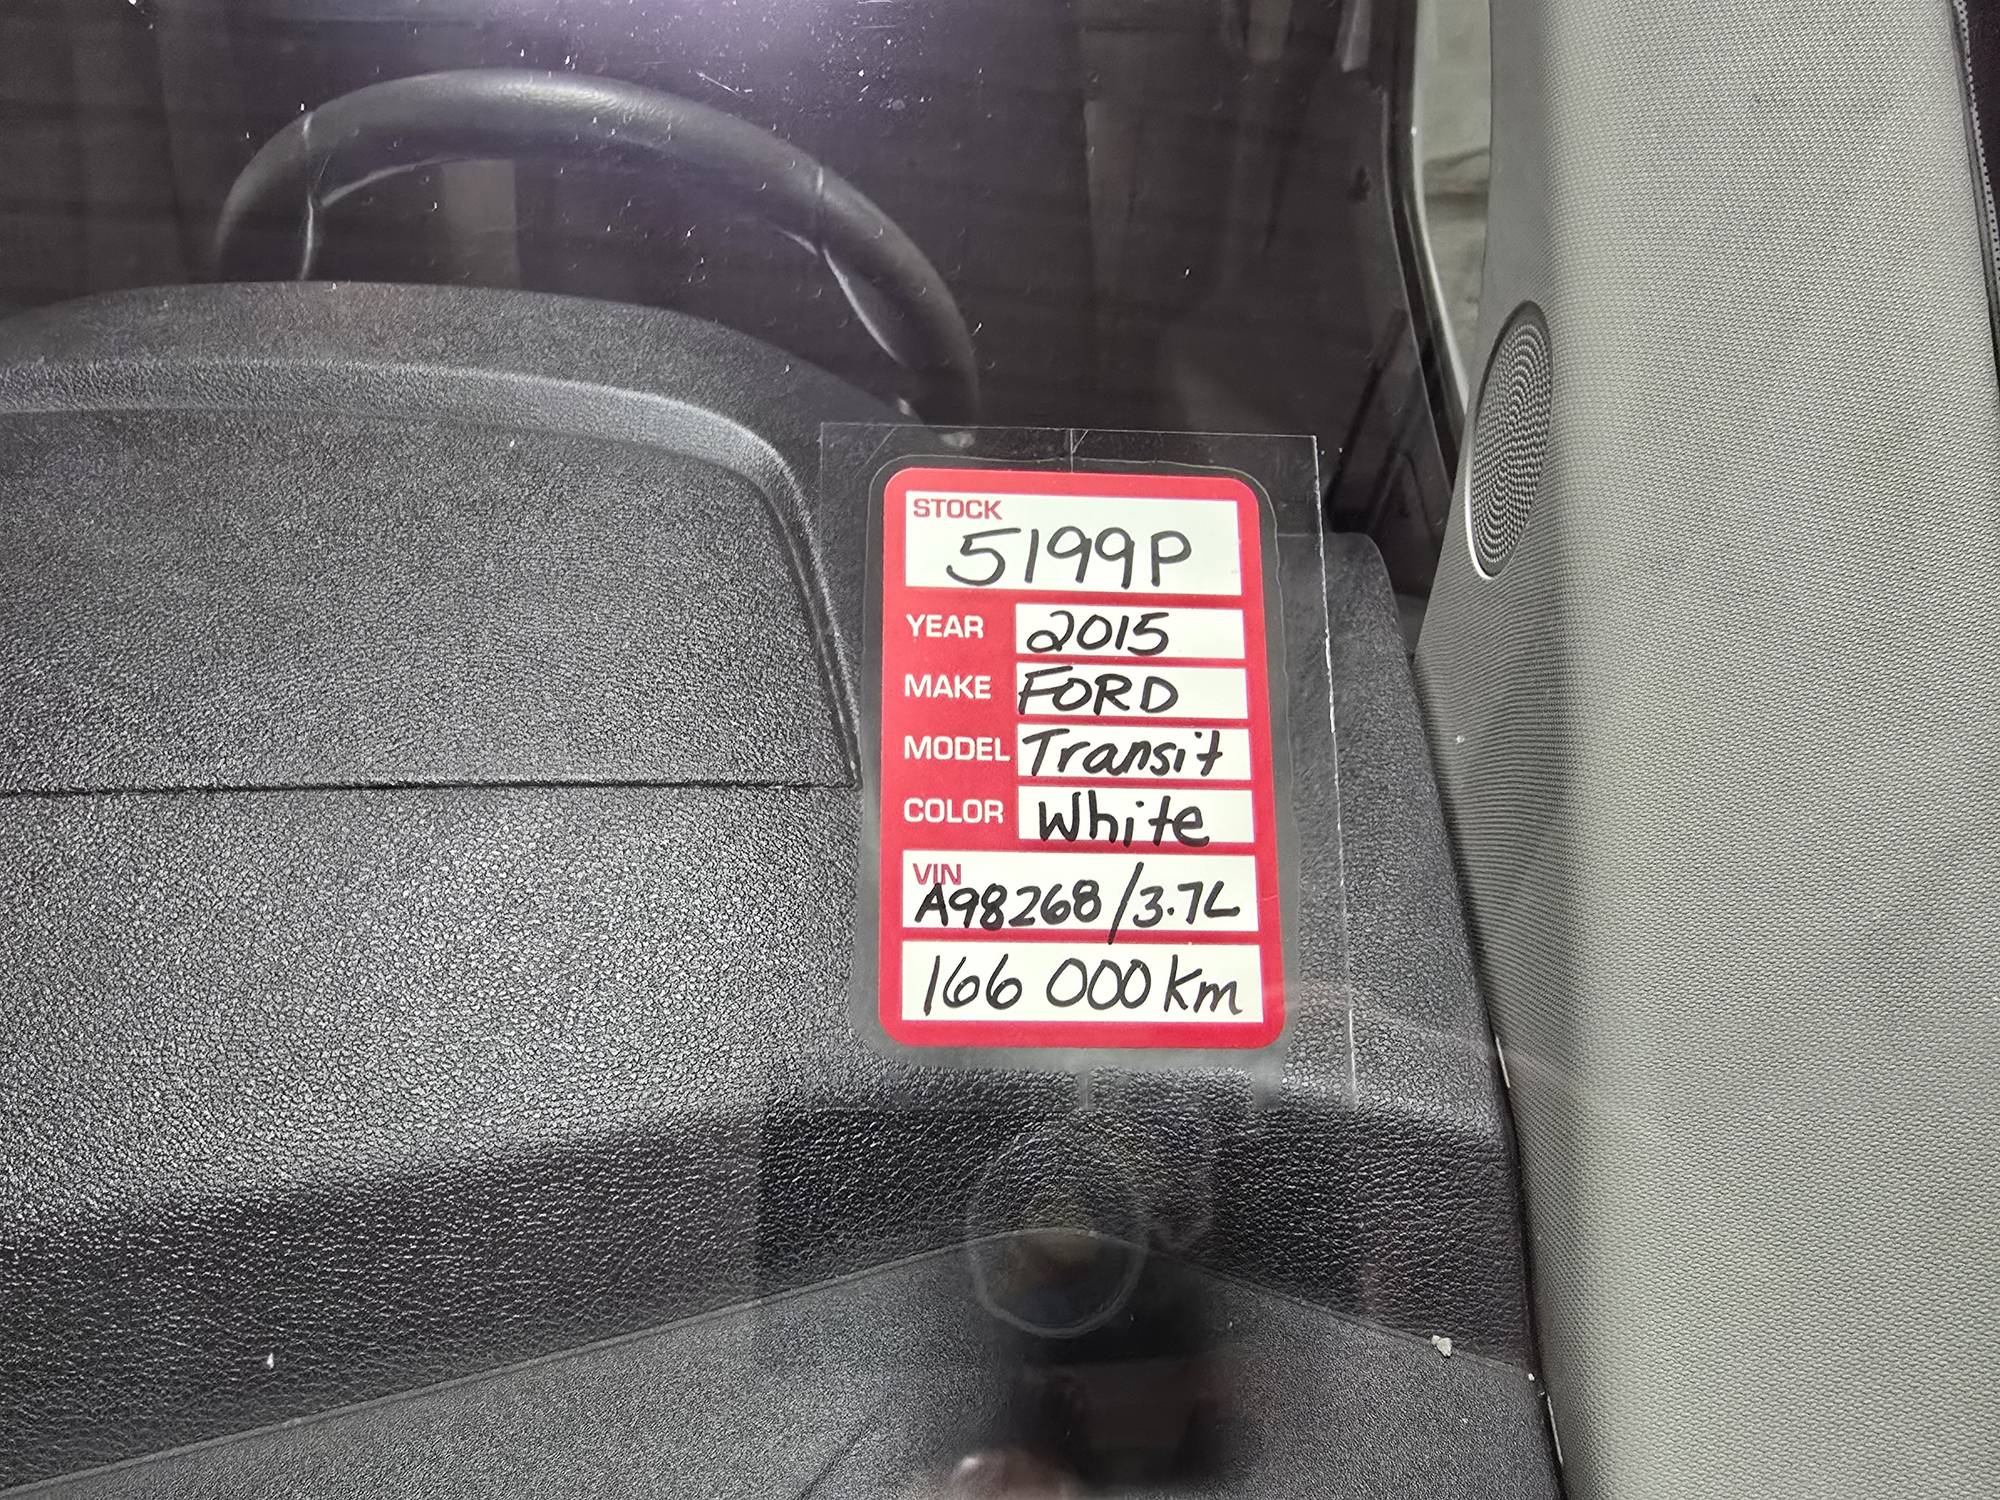 STOCK
5199P
YEAR 2015
MAKE FORD
MODEL Transit
COLOR White
VIN
A98268/3.7L
166 000 km